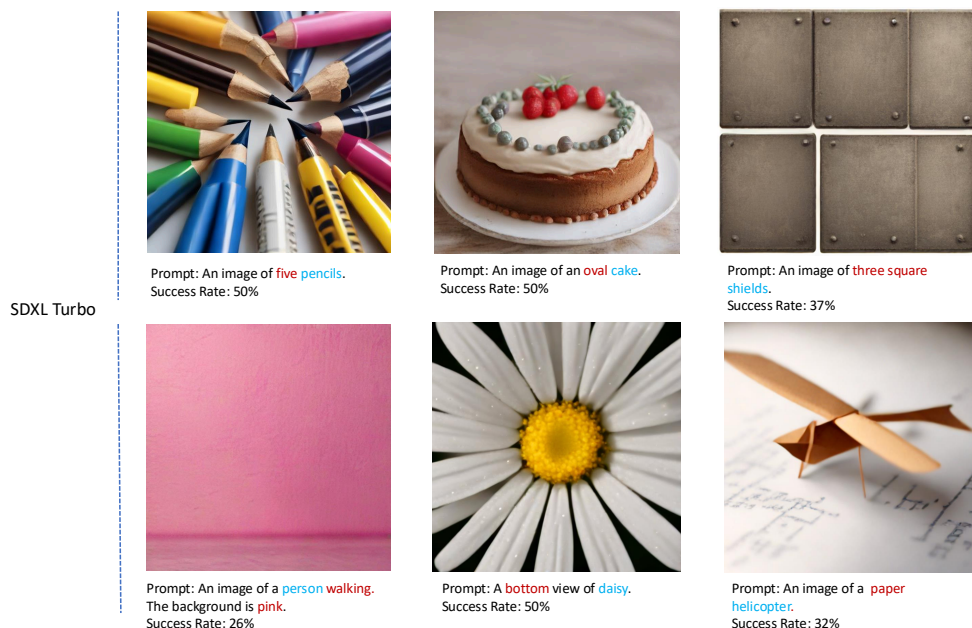 SDXL Turbo
Prompt: An image of five pencils.
Success Rate: 50%
Prompt: An image of an oval cake.
Success Rate: 50%
Prompt: An image of three square
shields.
Success Rate: 37%
Prompt: An image of a person walking.
The background is pink.
Success Rate: 26%
Prompt: A bottom view of daisy.
Success Rate: 50%
Prompt: An image of a paper
helicopter.
Success Rate: 32%